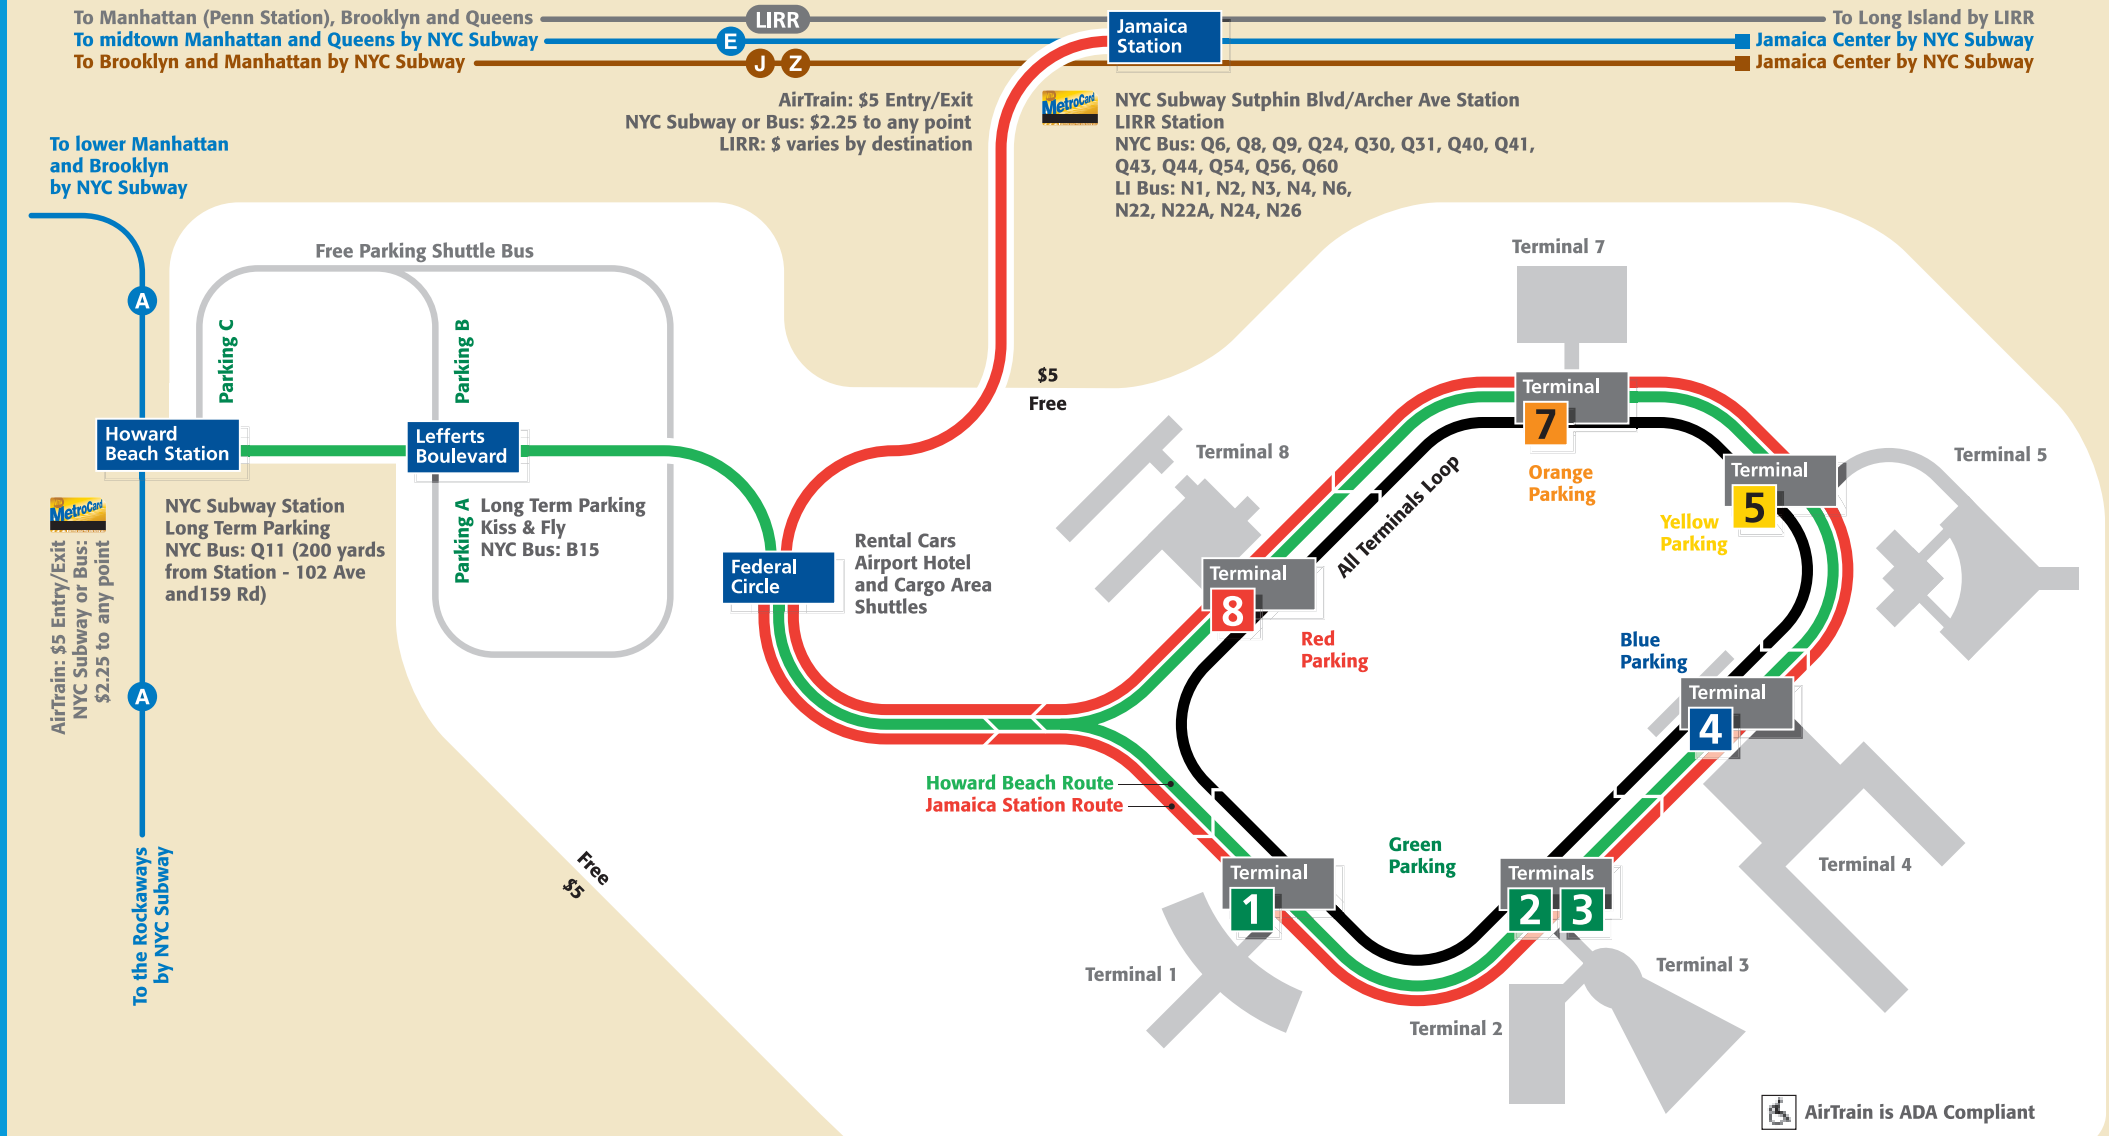 To Manhattan (Penn Station), Brooklyn and Queens
LIRR
To Long Island by LIRR
To midtown Manhattan and Queens by NYC Subway
E
Jamaica Center by NYC Subway
To Brooklyn and Manhattan by NYC Subway
J
Z
Jamaica Center by NYC Subway
Jamaica
Station
AirTrain: $5 Entry/Exit
NYC Subway or Bus: $2.25 to any point
LIRR: $ varies by destination
MetroCard
NYC Subway Sutphin Blvd/Archer Ave Station
LIRR Station
NYC Bus: Q6, Q8, Q9, Q24, Q30, Q31, Q40, Q41,
Q43, Q44, Q54, Q56, Q60
LI Bus: N1, N2, N3, N4, N6,
N22, N22A, N24, N26
To lower Manhattan
and Brooklyn
by NYC Subway
A
Free Parking Shuttle Bus
Parking C
Parking B
Howard
Beach Station
Lefferts
Boulevard
MetroCard
AirTrain: $5 Entry/Exit
NYC Subway or Bus:
$2.25 to any point
NYC Subway Station
Long Term Parking
NYC Bus: Q11 (200 yards
from Station - 102 Ave
and159 Rd)
Parking A
Long Term Parking
Kiss & Fly
NYC Bus: B15
A
To the Rockaways
by NYC Subway
Federal
Circle
Rental Cars
Airport Hotel
and Cargo Area
Shuttles
$5
Free
Free
$5
Howard Beach Route
Jamaica Station Route
All Terminals Loop
Terminal 7
Terminal
7
Orange
Parking
Terminal 8
Terminal
8
Red
Parking
Terminal 5
Terminal
5
Yellow
Parking
Blue
Parking
Terminal
4
Terminal 4
Green
Parking
Terminal
1
Terminal 1
Terminals
2
3
Terminal 3
Terminal 2
AirTrain is ADA Compliant